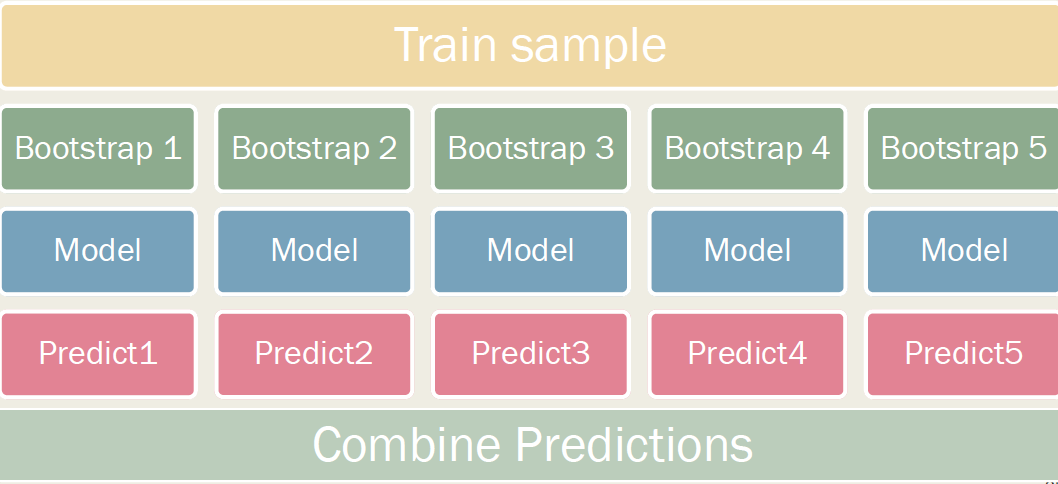 Train sample
Bootstrap 1 Bootstrap 2 Bootstrap 3 Bootstrap 4 Bootstrap 5
Model Model Model Model Model
Predict1 Predict2 Predict3 Predict4 Predict5
Combine Predictions